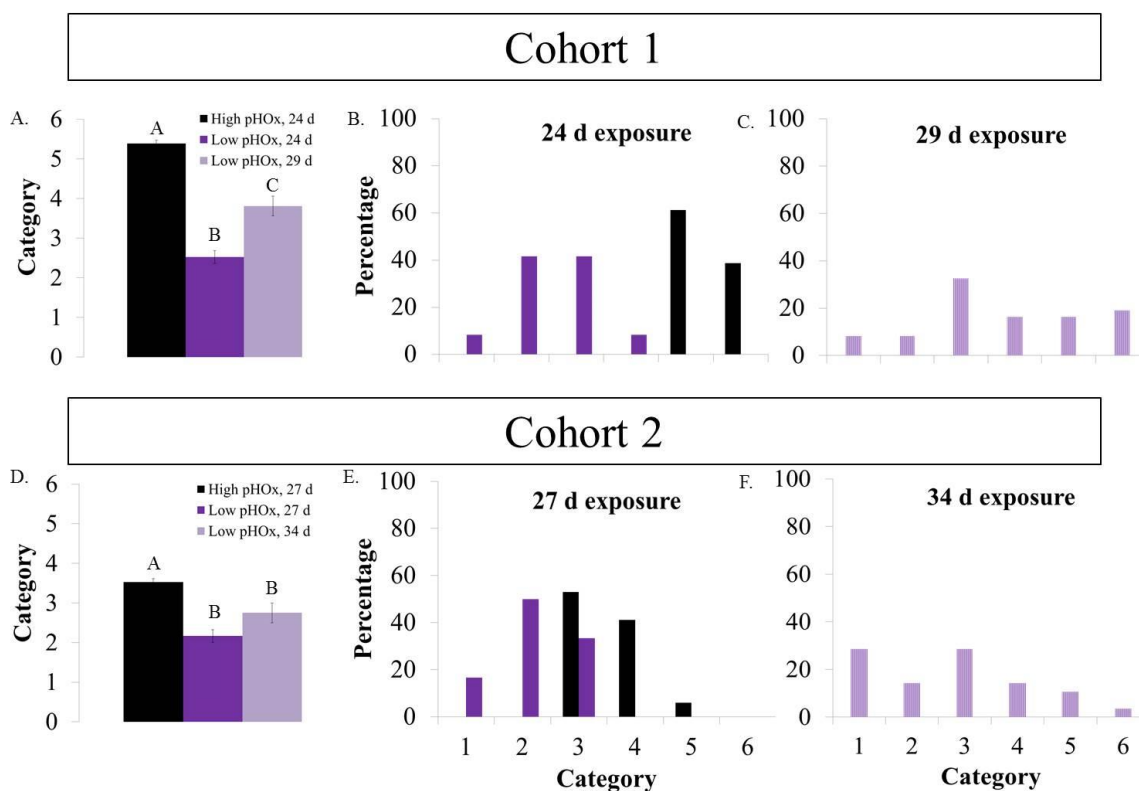 Cohort 1
A.
6
5
4
3
2
1
0
Category
A
B
C
High pHOx, 24 d
Low pHOx, 24 d
Low pHOx, 29 d
B.
24 d exposure
100
80
60
40
20
0
Percentage
C.
29 d exposure
100
80
60
40
20
0
Cohort 2
D.
6
5
4
3
2
1
0
Category
A
B
B
High pHOx, 27 d
Low pHOx, 27 d
Low pHOx, 34 d
E.
27 d exposure
100
80
60
40
20
0
Percentage
1 2 3 4 5 6
Category
F.
34 d exposure
100
80
60
40
20
0
1 2 3 4 5 6
Category